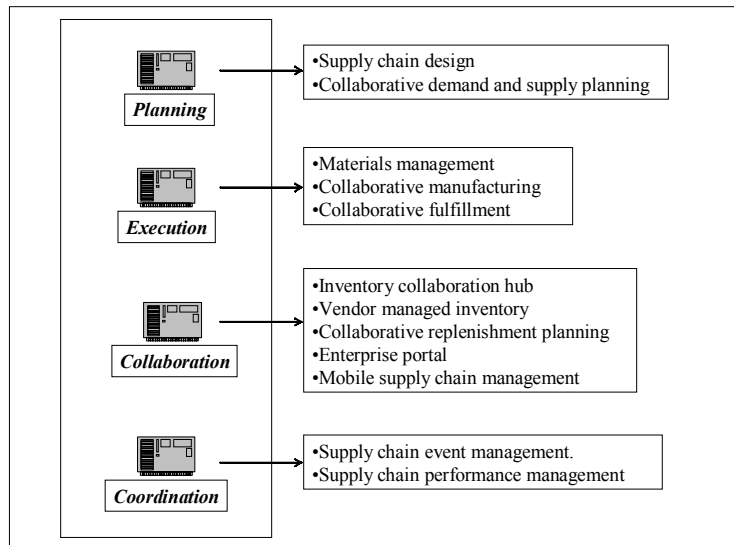 Planning
•Supply chain design
•Collaborative demand and supply planning
Execution
•Materials management
•Collaborative manufacturing
•Collaborative fulfillment
Collaboration
•Inventory collaboration hub
•Vendor managed inventory
•Collaborative replenishment planning
•Enterprise portal
•Mobile supply chain management
Coordination
•Supply chain event management.
•Supply chain performance management